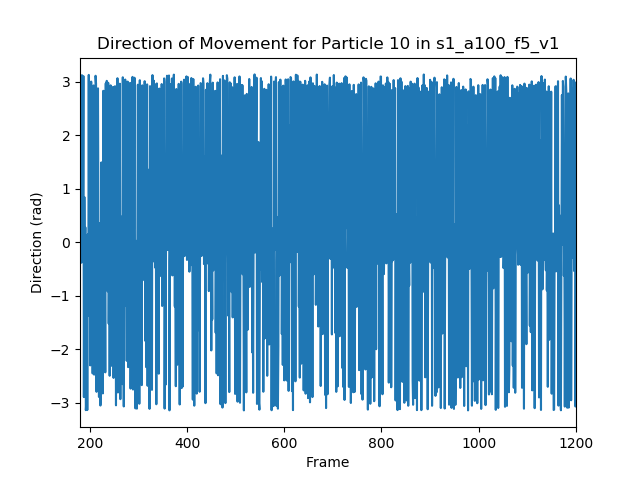 Direction of Movement for Particle 10 in s1_a100_f5_v1
3
2
1
0
−1
−2
−3
Direction (rad)
200 400 600 800 1000 1200
Frame